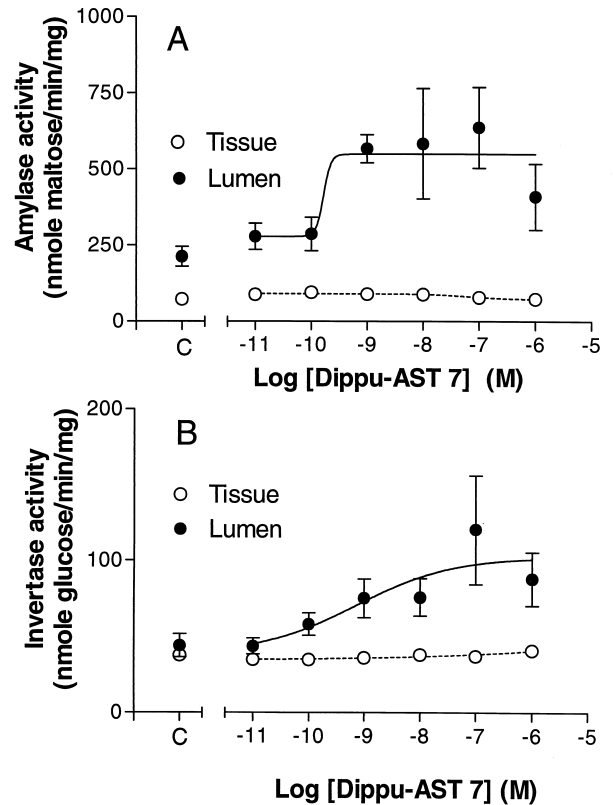 A
1000
750
500
250
0
Amylase activity
(nmole maltose/min/mg)
Tissue
Lumen
C
-11 -10 -9 -8 -7 -6 -5
Log [Dippu-AST 7] (M)
B
200
100
0
Invertase activity
(nmole glucose/min/mg)
Tissue
Lumen
C
-11 -10 -9 -8 -7 -6 -5
Log [Dippu-AST 7] (M)